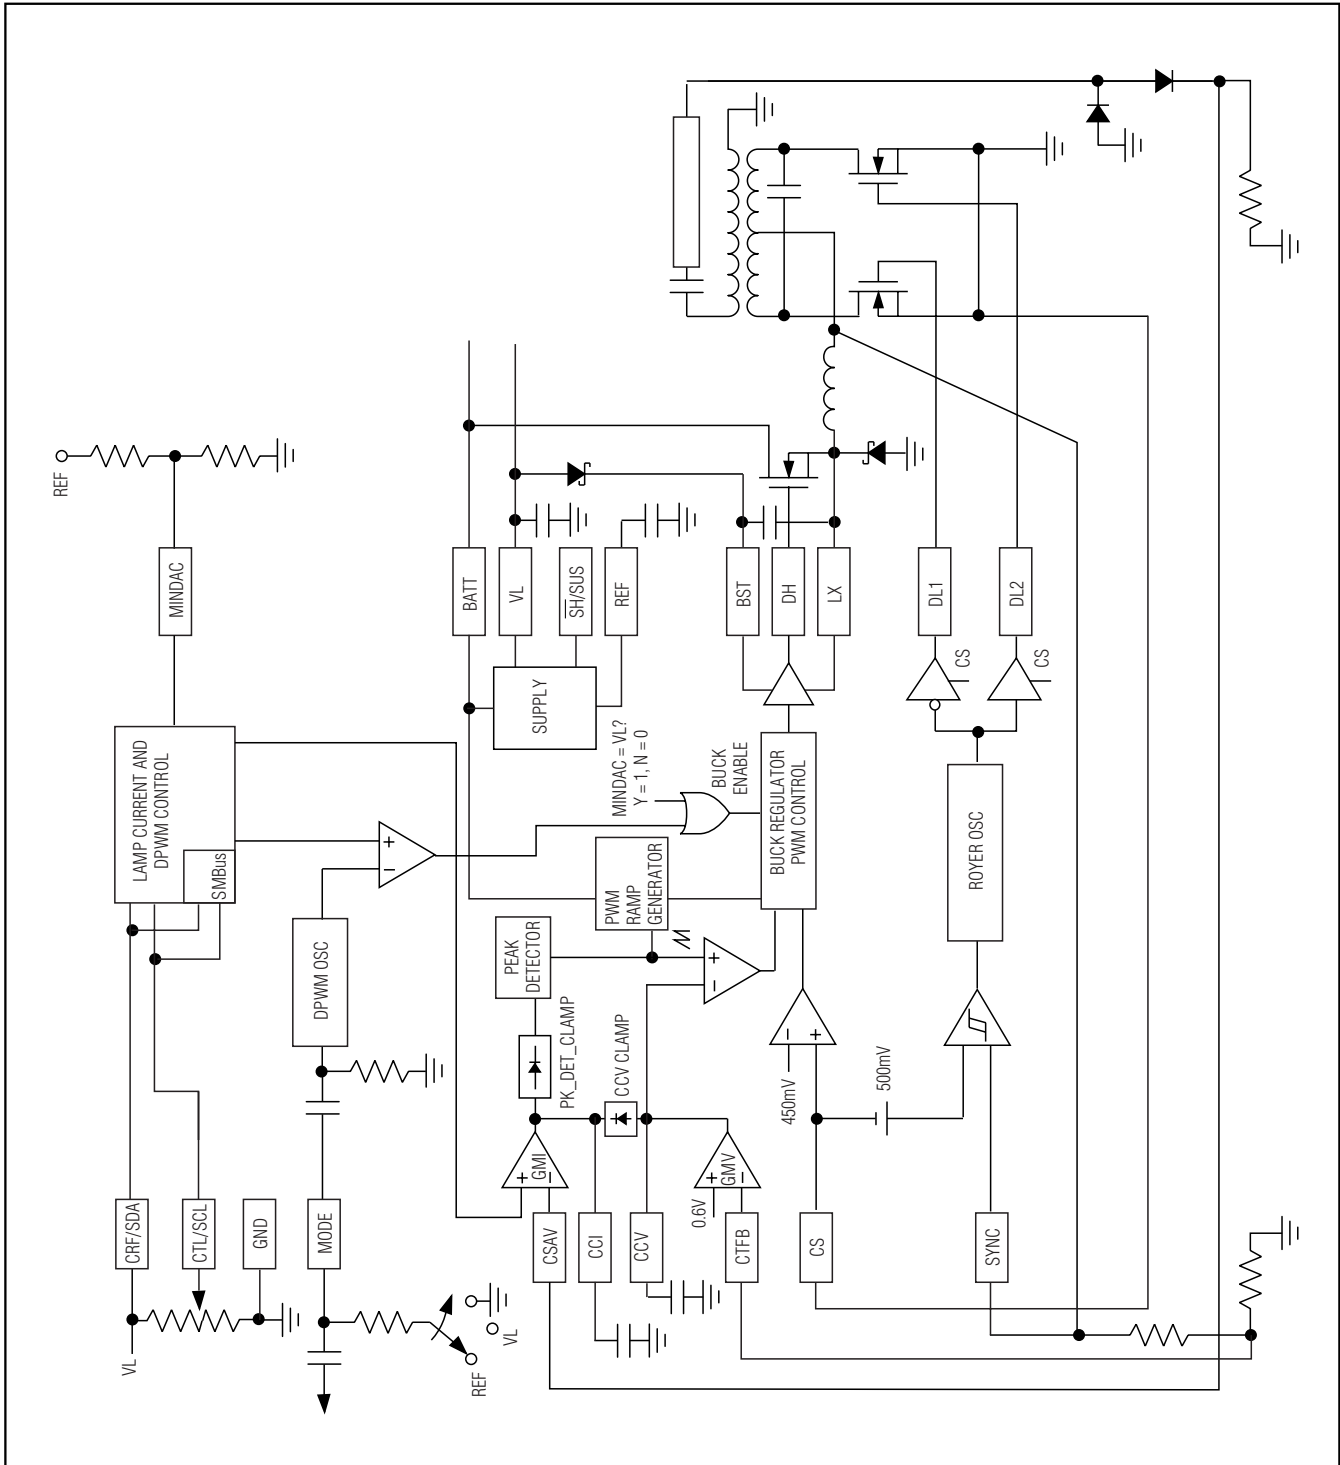 REF
MINDAC
BATT
VL
SH/SUS
REF
BST
DH
LX
DL1
DL2
CS
CS
SUPPLY
LAMP CURRENT AND
DPWM CONTROL
SMBus
MINDAC = VL?
Y = 1, N = 0
BUCK
ENABLE
BUCK REGULATOR
PWM CONTROL
ROYER OSC
PWM
RAMP
GENERATOR
PEAK
DETECTOR
DPWM OSC
+
−
+
−
−
+
PK_DET_CLAMP
CCV CLAMP
450mV
500mV
GMI
+
−
GMV
+
−
0.6V
CRF/SDA
CTL/SCL
GND
MODE
CSAV
CCI
CCV
CTFB
CS
SYNC
VL
REF
VL